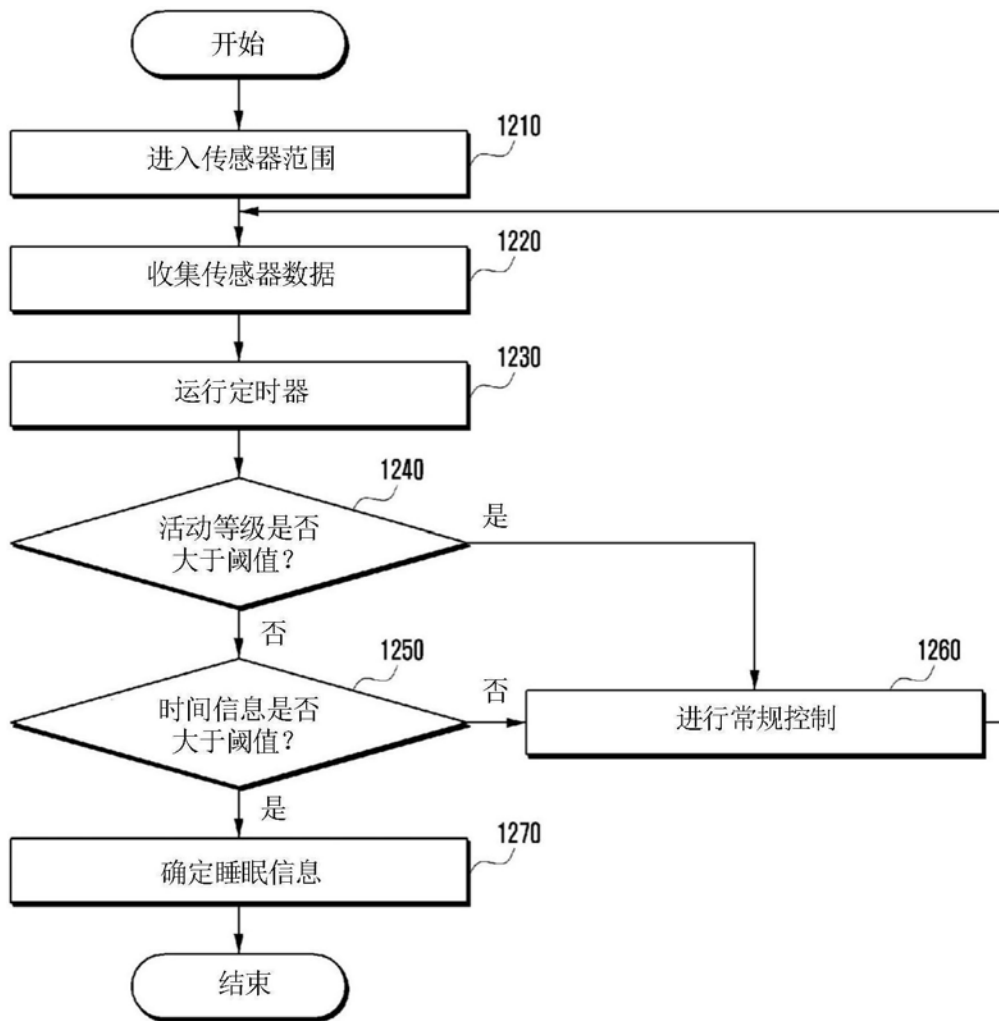 开始
1210
进入传感器范围
1220
收集传感器数据
1230
运行定时器
1240
活动等级是否
大于阈值?
是
否
1250
时间信息是否
大于阈值?
否
1260
进行常规控制
是
1270
确定睡眠信息
结束